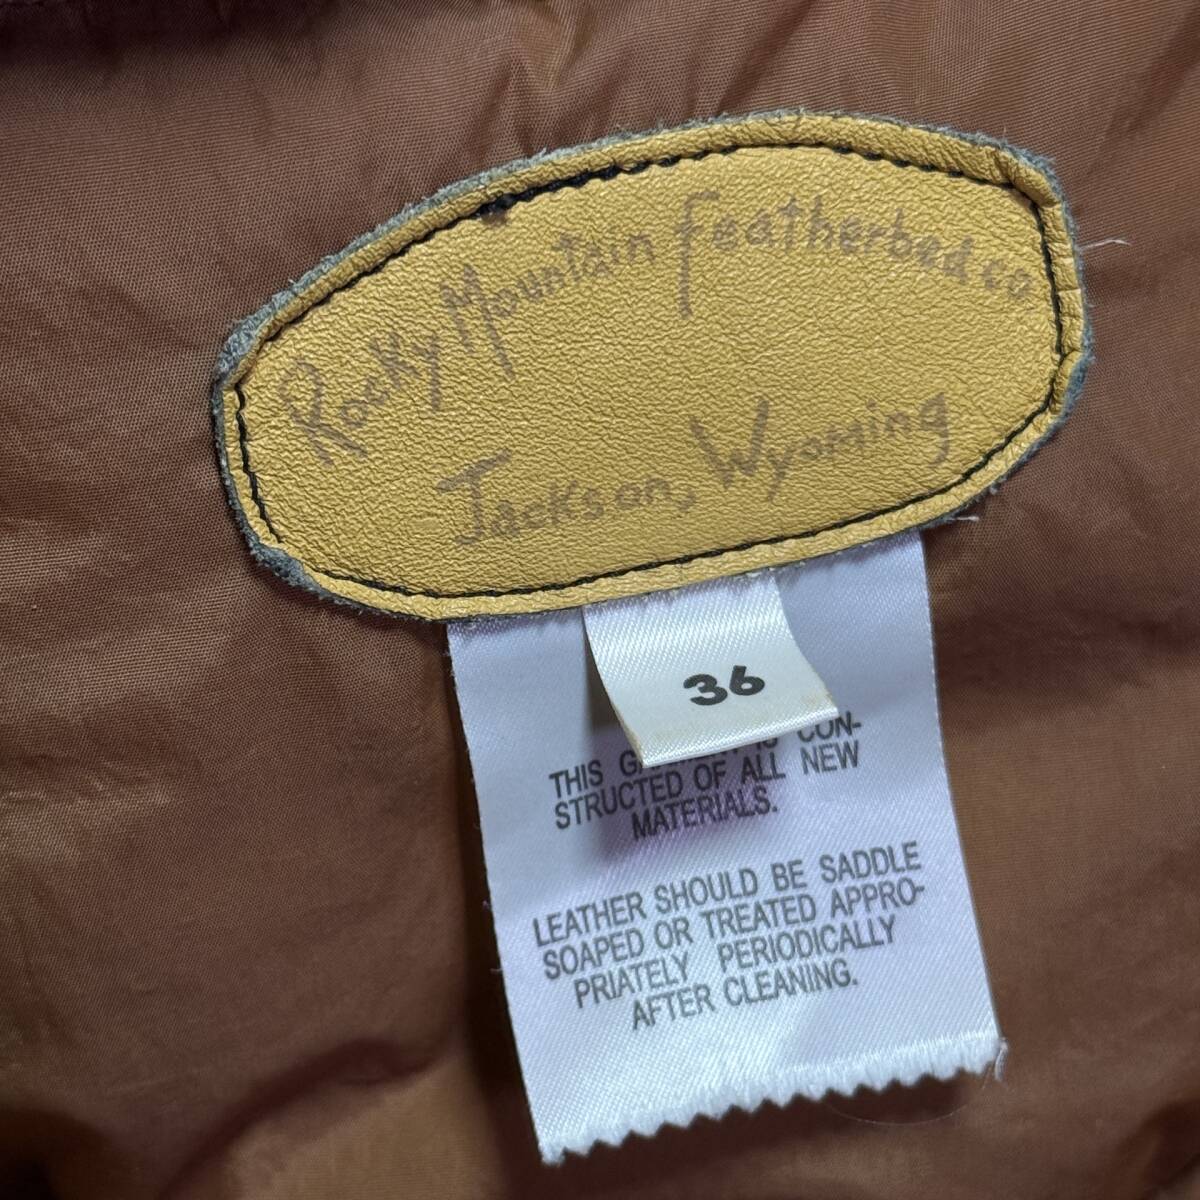 Rocky Mountain Featherbed co
Jackson, Wyoming
36
THIS IS CON-
STRUCTED OF ALL NEW
MATERIALS.
LEATHER SHOULD BE SADDLE
SOAPED OR TREATED APPRO-
PRIATELY PERIODICALLY
AFTER CLEANING.